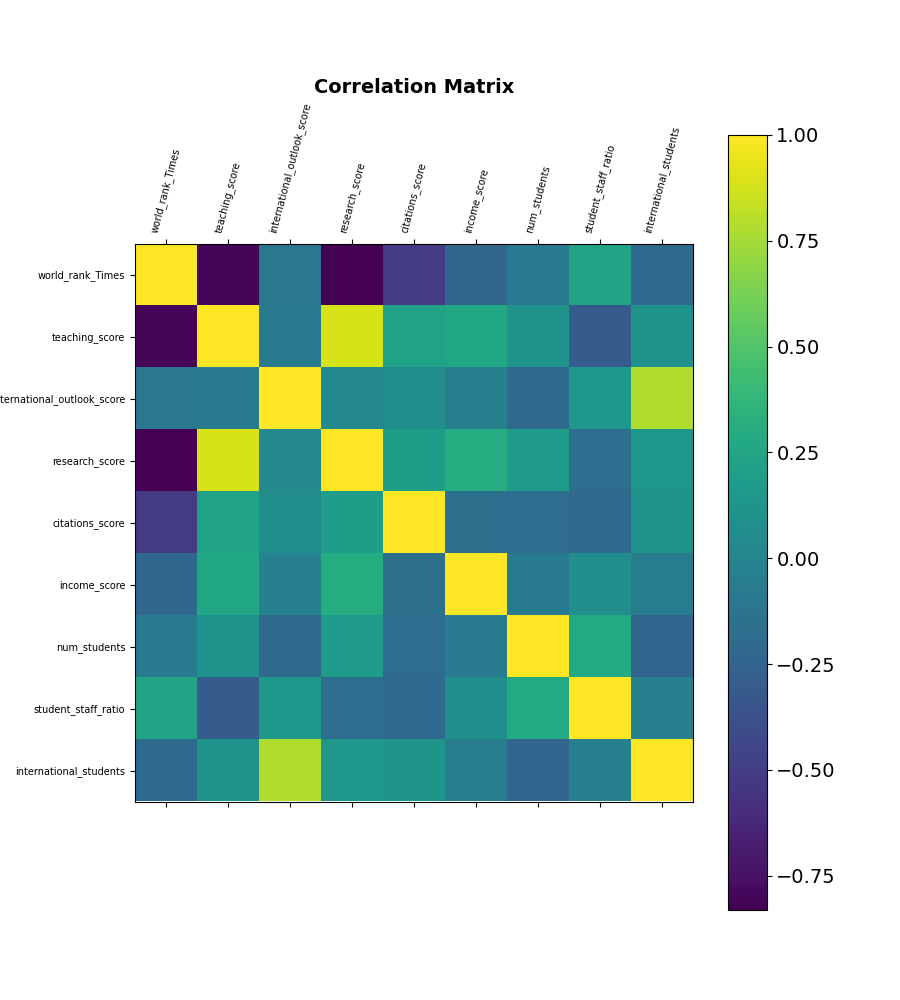 Correlation Matrix
world_rank_Times
teaching_score
international_outlook_score
research_score
citations_score
income_score
num_students
student_staff_ratio
international_students
world_rank_Times
teaching_score
ternational_outlook_score
research_score
citations_score
income_score
num_students
student_staff_ratio
international_students
1.00
0.75
0.50
0.25
0.00
−0.25
−0.50
−0.75